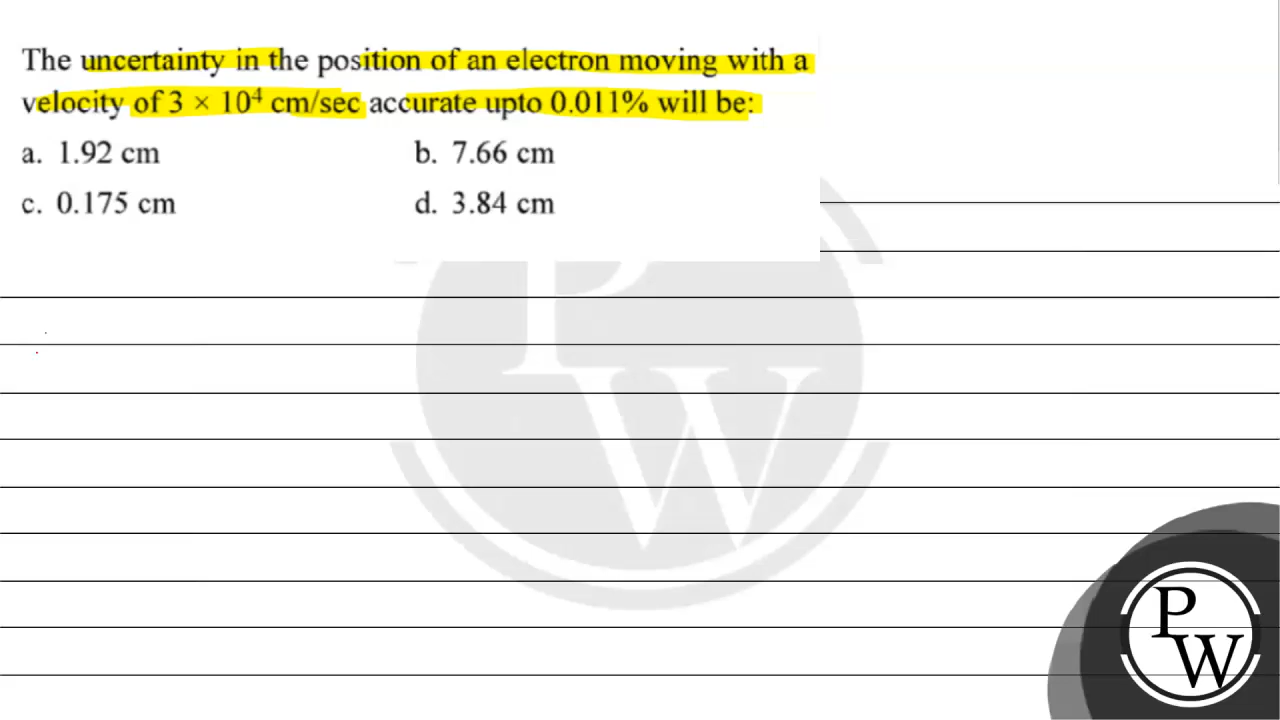 The uncertainty in the position of an electron moving with a
velocity of 3 × 10⁴ cm/sec accurate upto 0.011% will be:
a. 1.92 cm b. 7.66 cm
c. 0.175 cm d. 3.84 cm
P
W
P
W